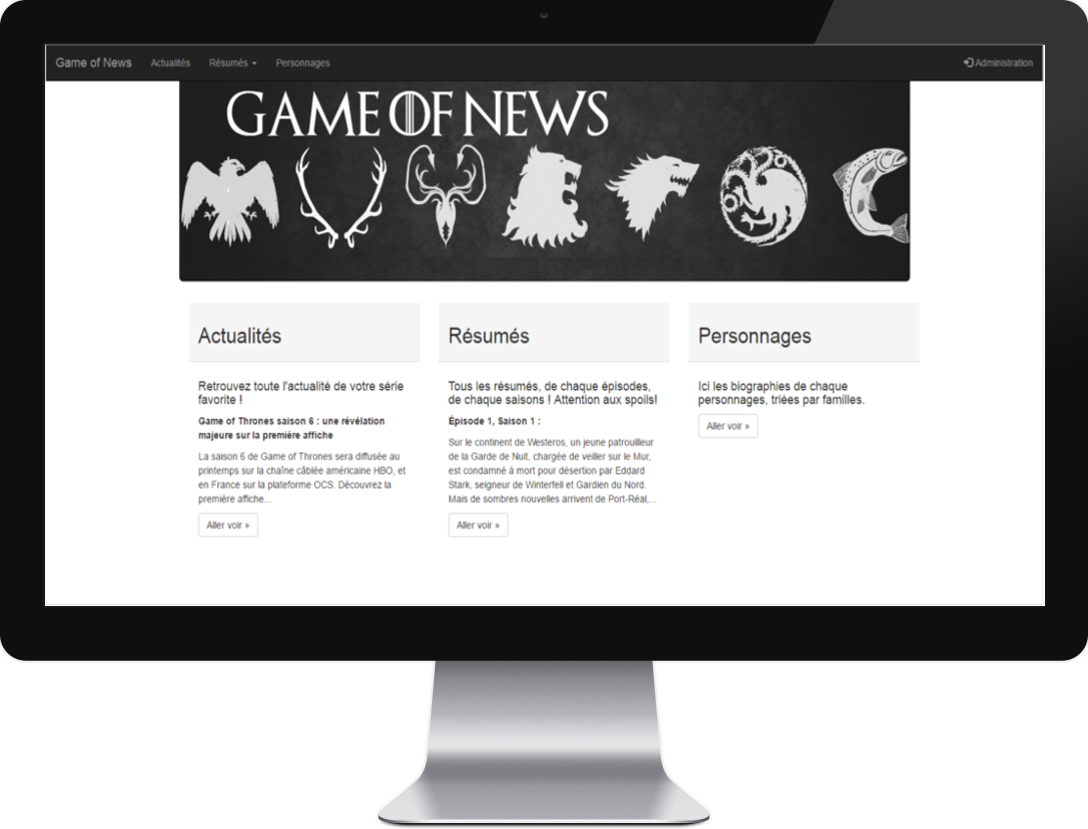 Game of News Actualités Résumés Personnages Administration
GAME OF NEWS
Actualités
Retrouvez toute l'actualité de votre série
favorite !
Game of Thrones saison 6 : une révélation
majeure sur la première affiche
La saison 6 de Game of Thrones sera diffusée au
printemps sur la chaîne câblée américaine HBO, et
en France sur la plateforme OCS. Découvrez la
première affiche...
Aller voir »
Résumés
Tous les résumés, de chaque épisodes,
de chaque saisons ! Attention aux spoils!
Épisode 1, Saison 1 :
Sur le continent de Westeros, un jeune patrouilleur
de la Garde de Nuit, chargée de veiller sur le Mur,
est condamné à mort pour désertion par Eddard
Stark, seigneur de Winterfell et Gardien du Nord.
Mais de sombres nouvelles arrivent de Port-Réal,...
Aller voir »
Personnages
Ici les biographies de chaque
personnages, triées par familles.
Aller voir »